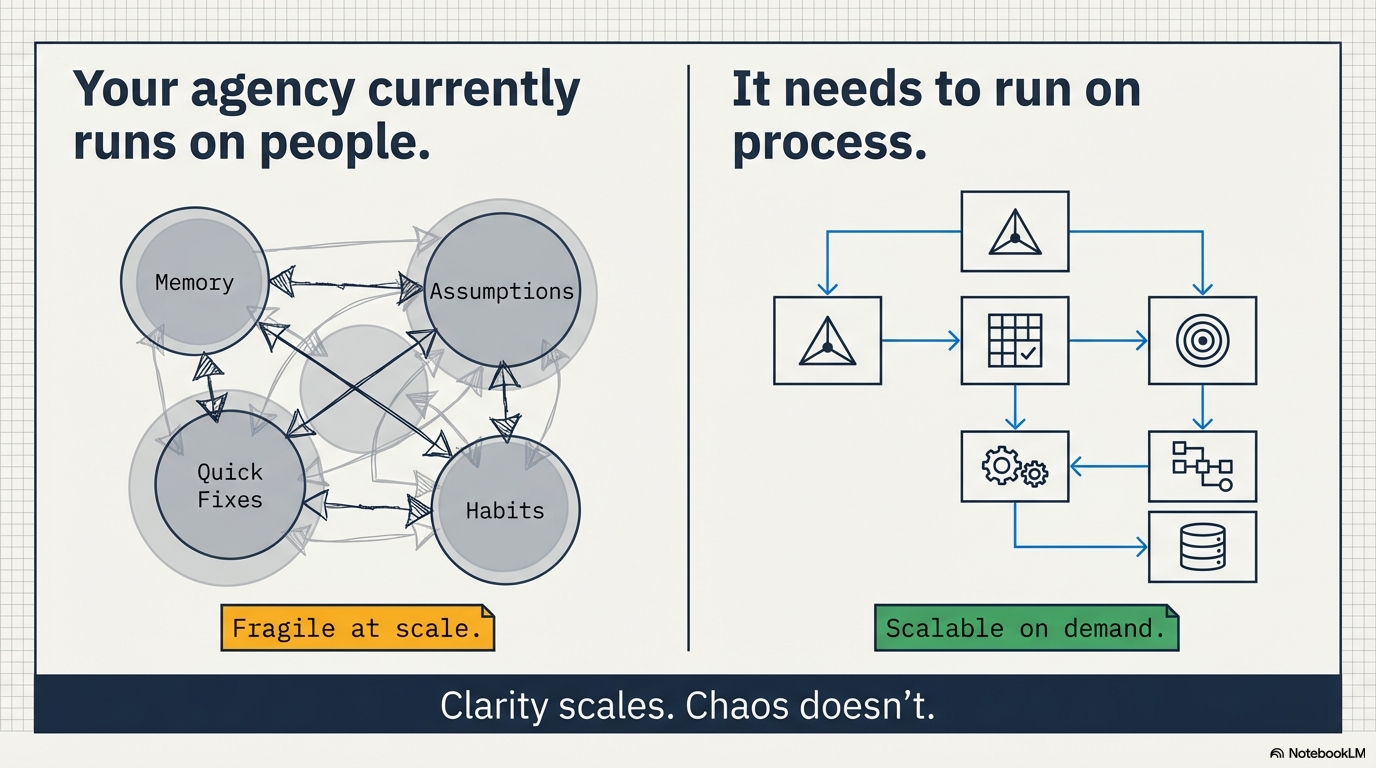 Your agency currently
runs on people.
Memory
Assumptions
Quick
Fixes
Habits
Fragile at scale.
It needs to run on
process.
Scalable on demand.
Clarity scales. Chaos doesn’t.
NotebookLM